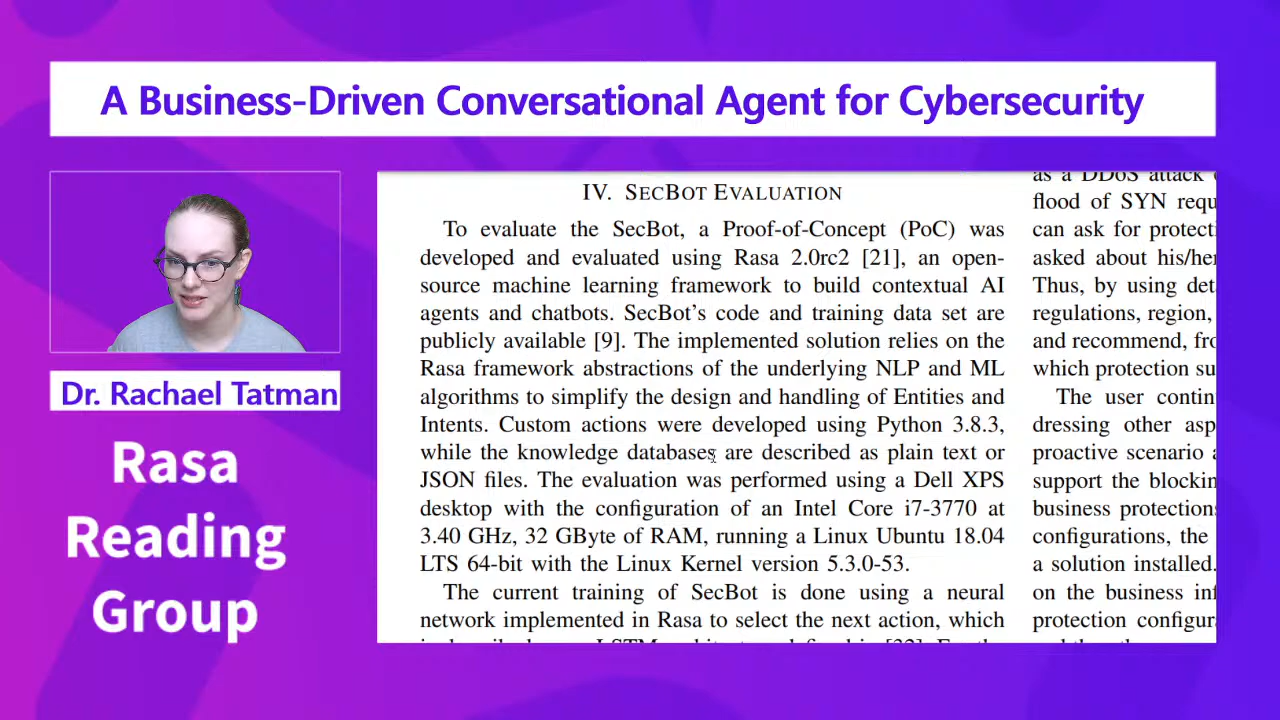 A Business-Driven Conversational Agent for Cybersecurity
Dr. Rachael Tatman
Rasa
Reading
Group
IV. SECBOT EVALUATION
To evaluate the SecBot, a Proof-of-Concept (PoC) was
developed and evaluated using Rasa 2.0rc2 [21], an open-
source machine learning framework to build contextual AI
agents and chatbots. SecBot's code and training data set are
publicly available [9]. The implemented solution relies on the
Rasa framework abstractions of the underlying NLP and ML
algorithms to simplify the design and handling of Entities and
Intents. Custom actions were developed using Python 3.8.3,
while the knowledge databases are described as plain text or
JSON files. The evaluation was performed using a Dell XPS
desktop with the configuration of an Intel Core i7-3770 at
3.40 GHz, 32 GByte of RAM, running a Linux Ubuntu 18.04
LTS 64-bit with the Linux Kernel version 5.3.0-53.
The current training of SecBot is done using a neural
network implemented in Rasa to select the next action, which
as a DDoS attack
flood of SYN requ
can ask for protect
asked about his/her
Thus, by using det
regulations, region,
and recommend, fro
which protection su
The user contin
dressing other asp
proactive scenario
support the blockin
business protections
configurations, the
a solution installed.
on the business inf
protection configur